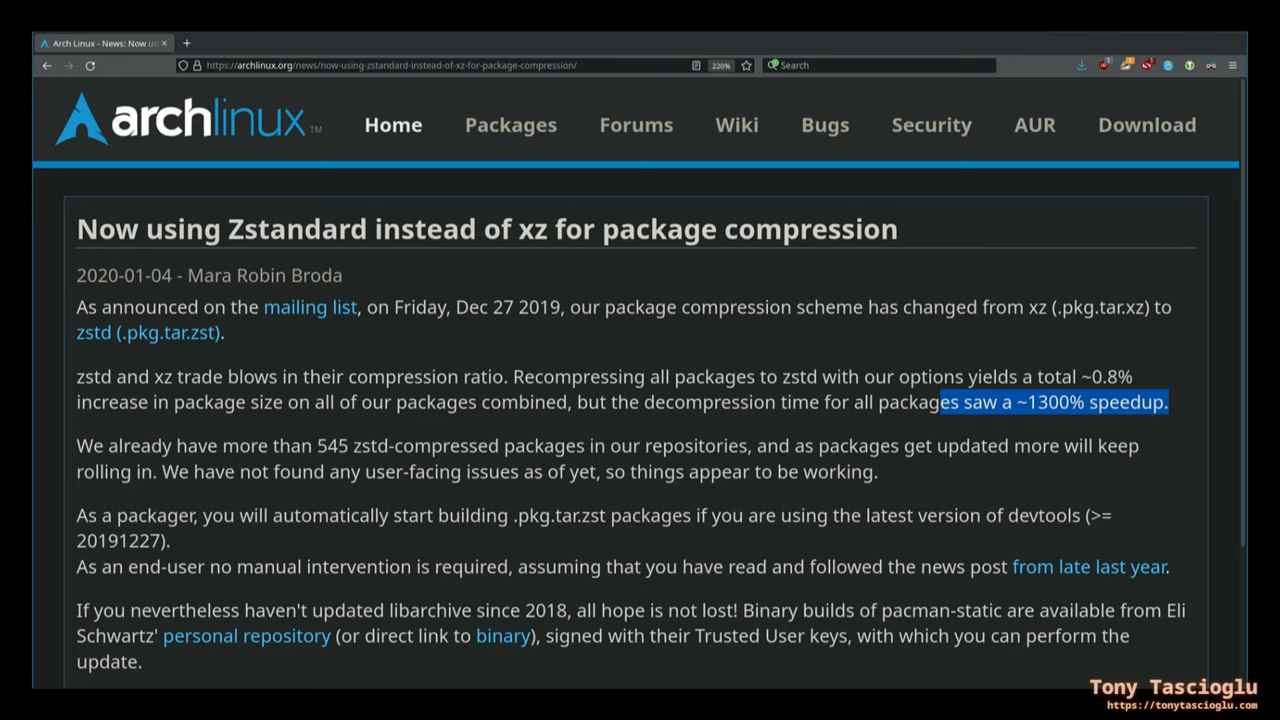 Arch Linux - News: Now us
https://archlinux.org/news/now-using-zstandard-instead-of-xz-for-package-compression/
220%
Search
archlinux™
Home Packages Forums Wiki Bugs Security AUR Download
Now using Zstandard instead of xz for package compression
2020-01-04 - Mara Robin Broda
As announced on the mailing list, on Friday, Dec 27 2019, our package compression scheme has changed from xz (.pkg.tar.xz) to
zstd (.pkg.tar.zst).
zstd and xz trade blows in their compression ratio. Recompressing all packages to zstd with our options yields a total ~0.8%
increase in package size on all of our packages combined, but the decompression time for all packages saw a ~1300% speedup.
We already have more than 545 zstd-compressed packages in our repositories, and as packages get updated more will keep
rolling in. We have not found any user-facing issues as of yet, so things appear to be working.
As a packager, you will automatically start building .pkg.tar.zst packages if you are using the latest version of devtools (>=
20191227).
As an end-user no manual intervention is required, assuming that you have read and followed the news post from late last year.
If you nevertheless haven't updated libarchive since 2018, all hope is not lost! Binary builds of pacman-static are available from Eli
Schwartz' personal repository (or direct link to binary), signed with their Trusted User keys, with which you can perform the
update.
Tony Tascioglu
https://tonytascioglu.com